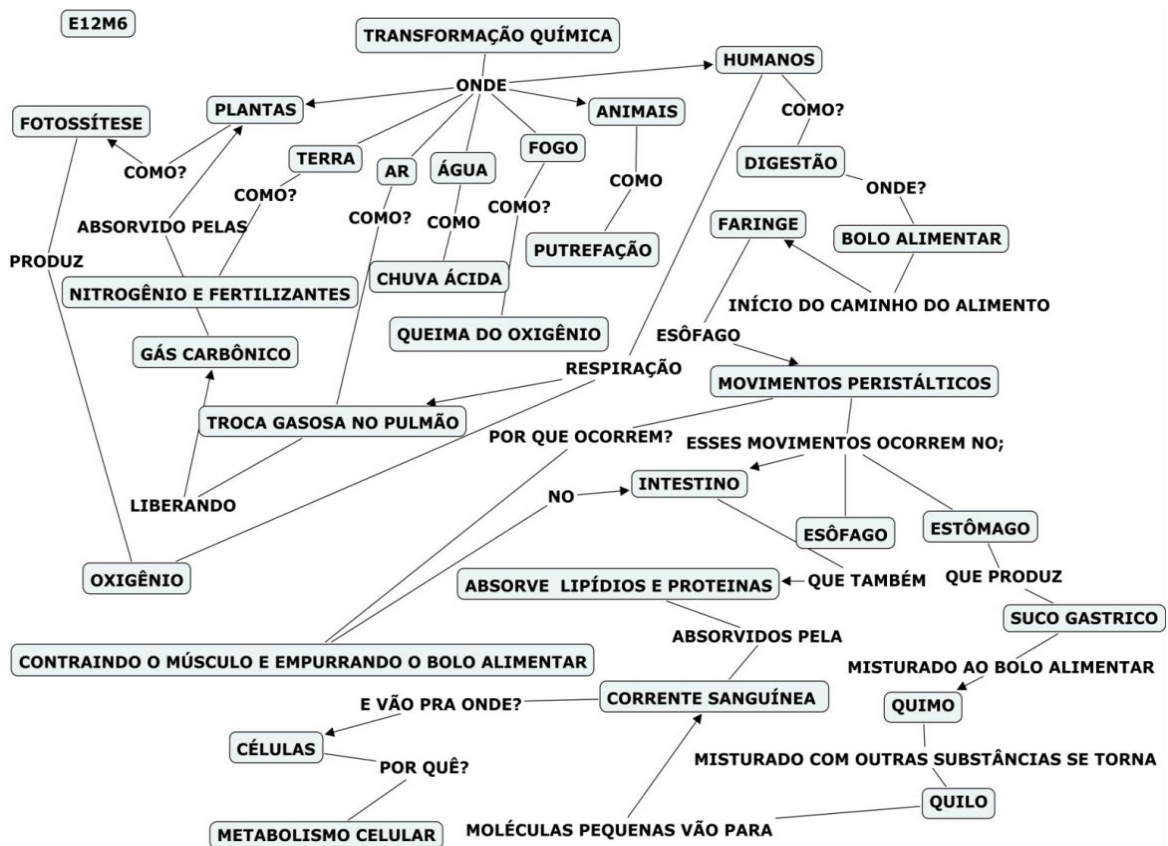 E12M6
TRANSFORMAÇÃO QUÍMICA
HUMANOS
ONDE
PLANTAS
ANIMAIS
COMO?
FOTOSSÍTESE
TERRA
AR
ÁGUA
FOGO
DIGESTÃO
COMO?
COMO?
COMO?
COMO
COMO?
COMO
ONDE?
ABSORVIDO PELAS
FARINGE
BOLO ALIMENTAR
PUTREFAÇÃO
PRODUZ
CHUVA ÁCIDA
NITROGÊNIO E FERTILIZANTES
INÍCIO DO CAMINHO DO ALIMENTO
QUEIMA DO OXIGÊNIO
ESÔFAGO
GÁS CARBÔNICO
RESPIRAÇÃO
MOVIMENTOS PERISTÁLTICOS
TROCA GASOSA NO PULMÃO
POR QUE OCORREM?
ESSES MOVIMENTOS OCORREM NO;
INTESTINO
NO
LIBERANDO
ESÔFAGO
ESTÔMAGO
OXIGÊNIO
ABSORVE LIPÍDIOS E PROTEINAS
QUE TAMBÉM
QUE PRODUZ
SUCO GASTRICO
ABSORVIDOS PELA
CONTRAINDO O MÚSCULO E EMPURRANDO O BOLO ALIMENTAR
MISTURADO AO BOLO ALIMENTAR
CORRENTE SANGUÍNEA
E VÃO PRA ONDE?
QUIMO
CÉLULAS
POR QUÊ?
MISTURADO COM OUTRAS SUBSTÂNCIAS SE TORNA
QUILO
METABOLISMO CELULAR
MOLÉCULAS PEQUENAS VÃO PARA